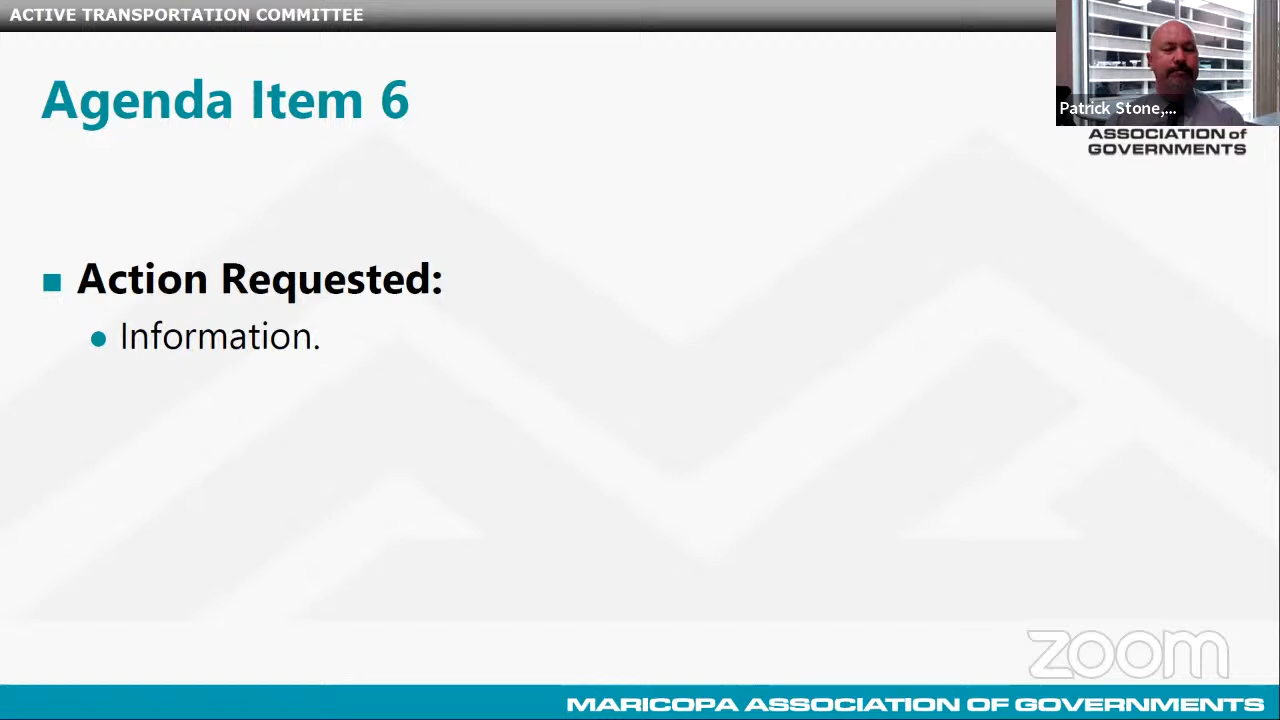 ACTIVE TRANSPORTATION COMMITTEE
Agenda Item 6
Patrick Stone,...
ASSOCIATION of
GOVERNMENTS
Action Requested:
Information.
zoom
MARICOPA ASSOCIATION OF GOVERNMENTS